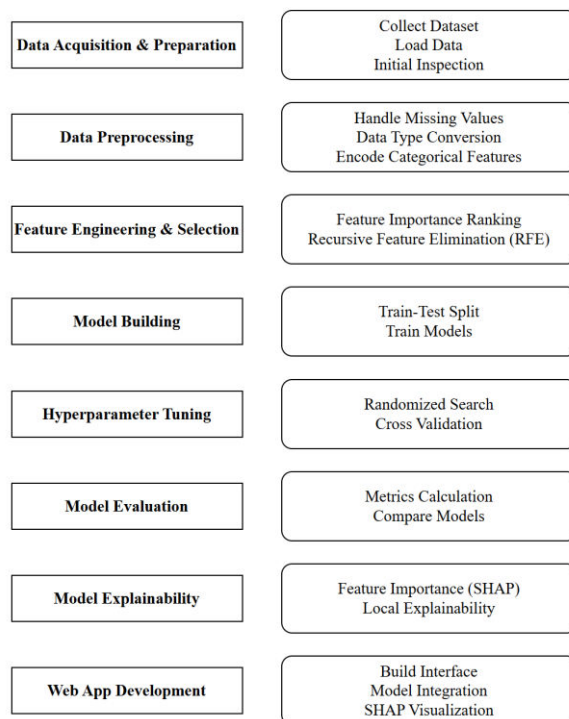 Data Acquisition & Preparation
Collect Dataset
Load Data
Initial Inspection
Data Preprocessing
Handle Missing Values
Data Type Conversion
Encode Categorical Features
Feature Engineering & Selection
Feature Importance Ranking
Recursive Feature Elimination (RFE)
Model Building
Train-Test Split
Train Models
Hyperparameter Tuning
Randomized Search
Cross Validation
Model Evaluation
Metrics Calculation
Compare Models
Model Explainability
Feature Importance (SHAP)
Local Explainability
Web App Development
Build Interface
Model Integration
SHAP Visualization